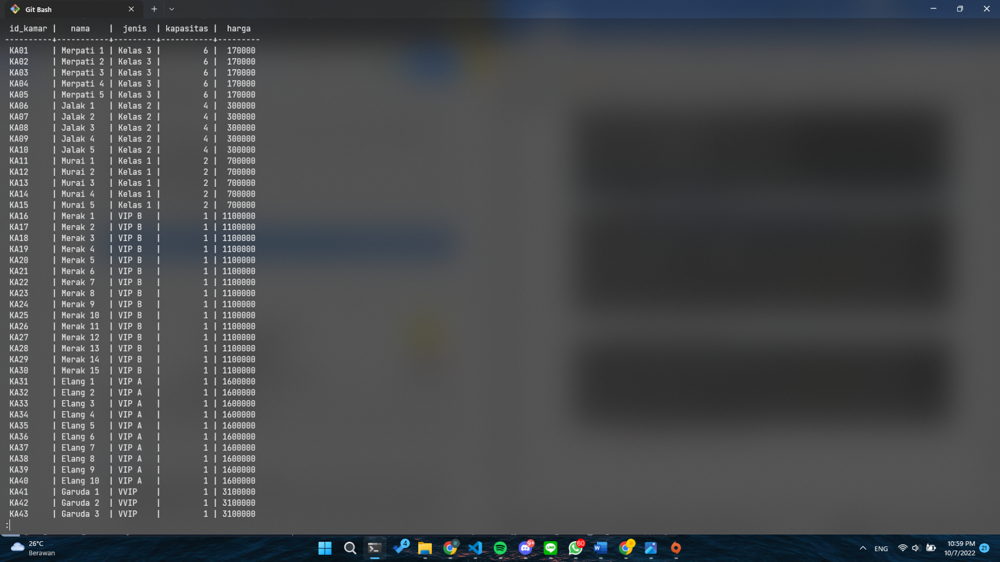 Git Bash
id_kamar | nama | jenis | kapasitas | harga
----------+-----------+---------+-----------+---------
KA01 | Merpati 1 | Kelas 3 | 6 | 170000
KA02 | Merpati 2 | Kelas 3 | 6 | 170000
KA03 | Merpati 3 | Kelas 3 | 6 | 170000
KA04 | Merpati 4 | Kelas 3 | 6 | 170000
KA05 | Merpati 5 | Kelas 3 | 6 | 170000
KA06 | Jalak 1 | Kelas 2 | 4 | 300000
KA07 | Jalak 2 | Kelas 2 | 4 | 300000
KA08 | Jalak 3 | Kelas 2 | 4 | 300000
KA09 | Jalak 4 | Kelas 2 | 4 | 300000
KA10 | Jalak 5 | Kelas 2 | 4 | 300000
KA11 | Murai 1 | Kelas 1 | 2 | 700000
KA12 | Murai 2 | Kelas 1 | 2 | 700000
KA13 | Murai 3 | Kelas 1 | 2 | 700000
KA14 | Murai 4 | Kelas 1 | 2 | 700000
KA15 | Murai 5 | Kelas 1 | 2 | 700000
KA16 | Merak 1 | VIP B | 1 | 1100000
KA17 | Merak 2 | VIP B | 1 | 1100000
KA18 | Merak 3 | VIP B | 1 | 1100000
KA19 | Merak 4 | VIP B | 1 | 1100000
KA20 | Merak 5 | VIP B | 1 | 1100000
KA21 | Merak 6 | VIP B | 1 | 1100000
KA22 | Merak 7 | VIP B | 1 | 1100000
KA23 | Merak 8 | VIP B | 1 | 1100000
KA24 | Merak 9 | VIP B | 1 | 1100000
KA25 | Merak 10 | VIP B | 1 | 1100000
KA26 | Merak 11 | VIP B | 1 | 1100000
KA27 | Merak 12 | VIP B | 1 | 1100000
KA28 | Merak 13 | VIP B | 1 | 1100000
KA29 | Merak 14 | VIP B | 1 | 1100000
KA30 | Merak 15 | VIP B | 1 | 1100000
KA31 | Elang 1 | VIP A | 1 | 1600000
KA32 | Elang 2 | VIP A | 1 | 1600000
KA33 | Elang 3 | VIP A | 1 | 1600000
KA34 | Elang 4 | VIP A | 1 | 1600000
KA35 | Elang 5 | VIP A | 1 | 1600000
KA36 | Elang 6 | VIP A | 1 | 1600000
KA37 | Elang 7 | VIP A | 1 | 1600000
KA38 | Elang 8 | VIP A | 1 | 1600000
KA39 | Elang 9 | VIP A | 1 | 1600000
KA40 | Elang 10 | VIP A | 1 | 1600000
KA41 | Garuda 1 | VVIP | 1 | 3100000
KA42 | Garuda 2 | VVIP | 1 | 3100000
KA43 | Garuda 3 | VVIP | 1 | 3100000
:
26°C
Berawan
4
9+
LINE
60
W
ENG
10:59 PM
10/7/2022
21